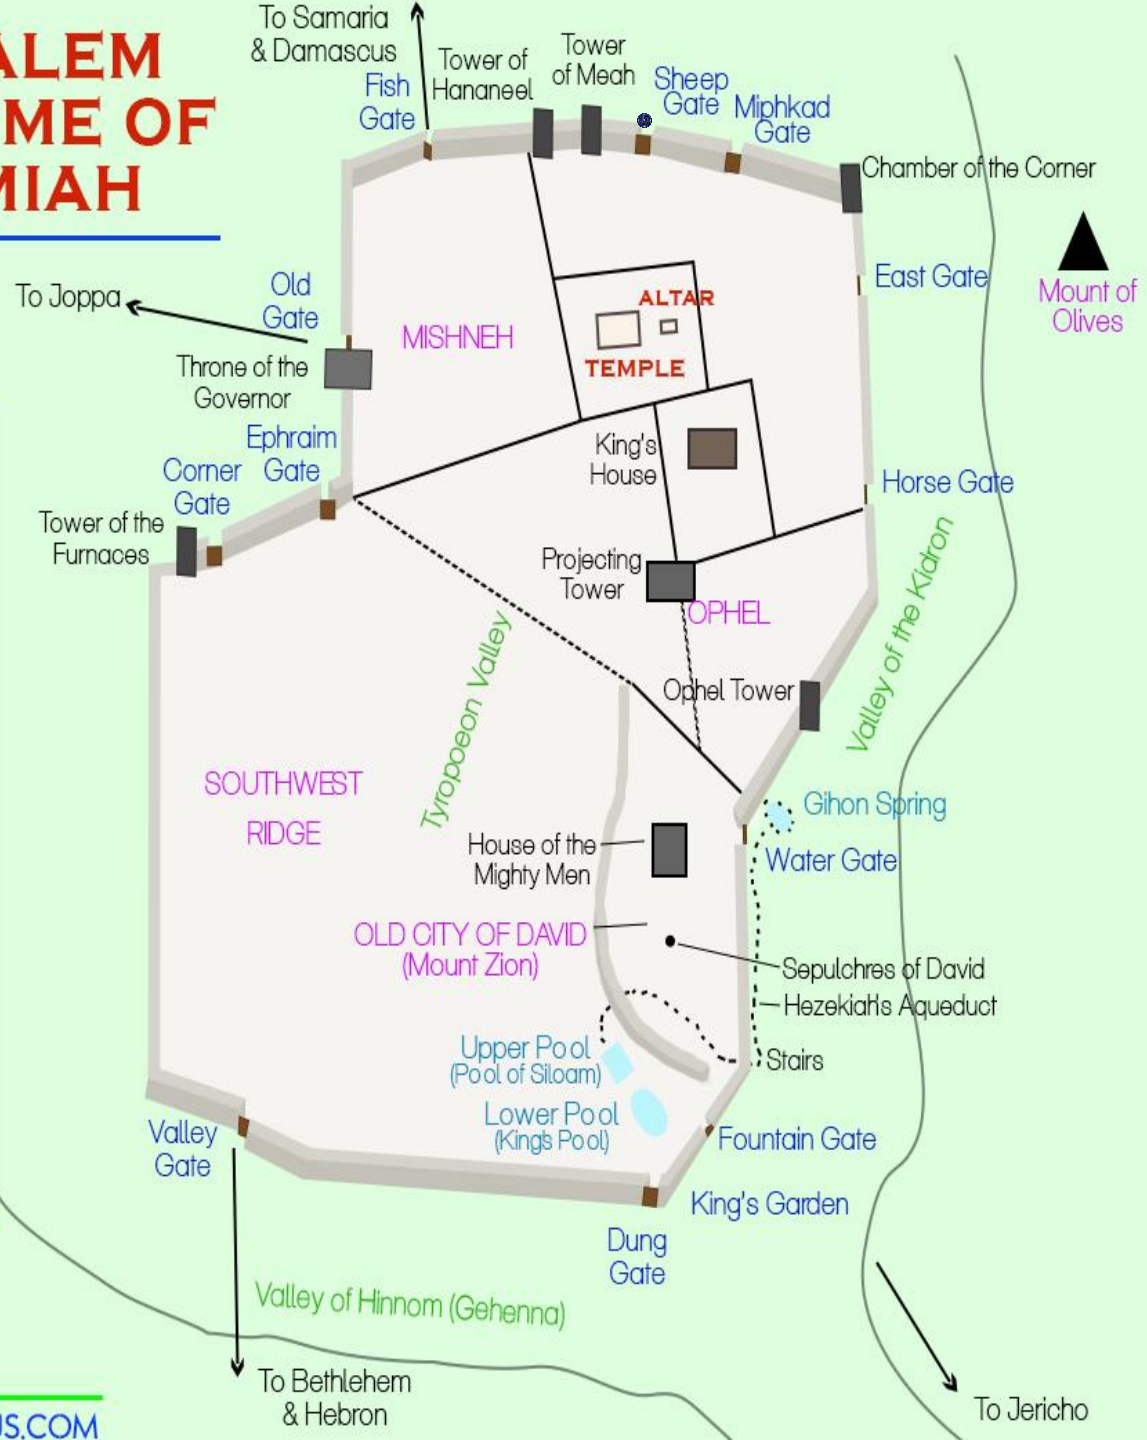 ALEM
ME OF
MIAH
To Samaria
& Damascus
Fish
Gate
Tower of
Hananeel
Tower
of Meah
Sheep
Gate
Miphkad
Gate
Chamber of the Corner
East Gate
Mount of
Olives
To Joppa
Old
Gate
MISHNEH
ALTAR
TEMPLE
Throne of the
Governor
Ephraim
Gate
Corner
Gate
King's
House
Horse Gate
Tower of the
Furnaces
Projecting
Tower
OPHEL
Valley of the Kidron
Tyropoeon Valley
Ophel Tower
SOUTHWEST
RIDGE
Gihon Spring
House of the
Mighty Men
Water Gate
OLD CITY OF DAVID
(Mount Zion)
Sepulchres of David
Hezekiah's Aqueduct
Upper Pool
(Pool of Siloam)
Stairs
Lower Pool
(King's Pool)
Valley
Gate
Fountain Gate
King's Garden
Dung
Gate
Valley of Hinnom (Gehenna)
To Bethlehem
& Hebron
To Jericho
US.COM